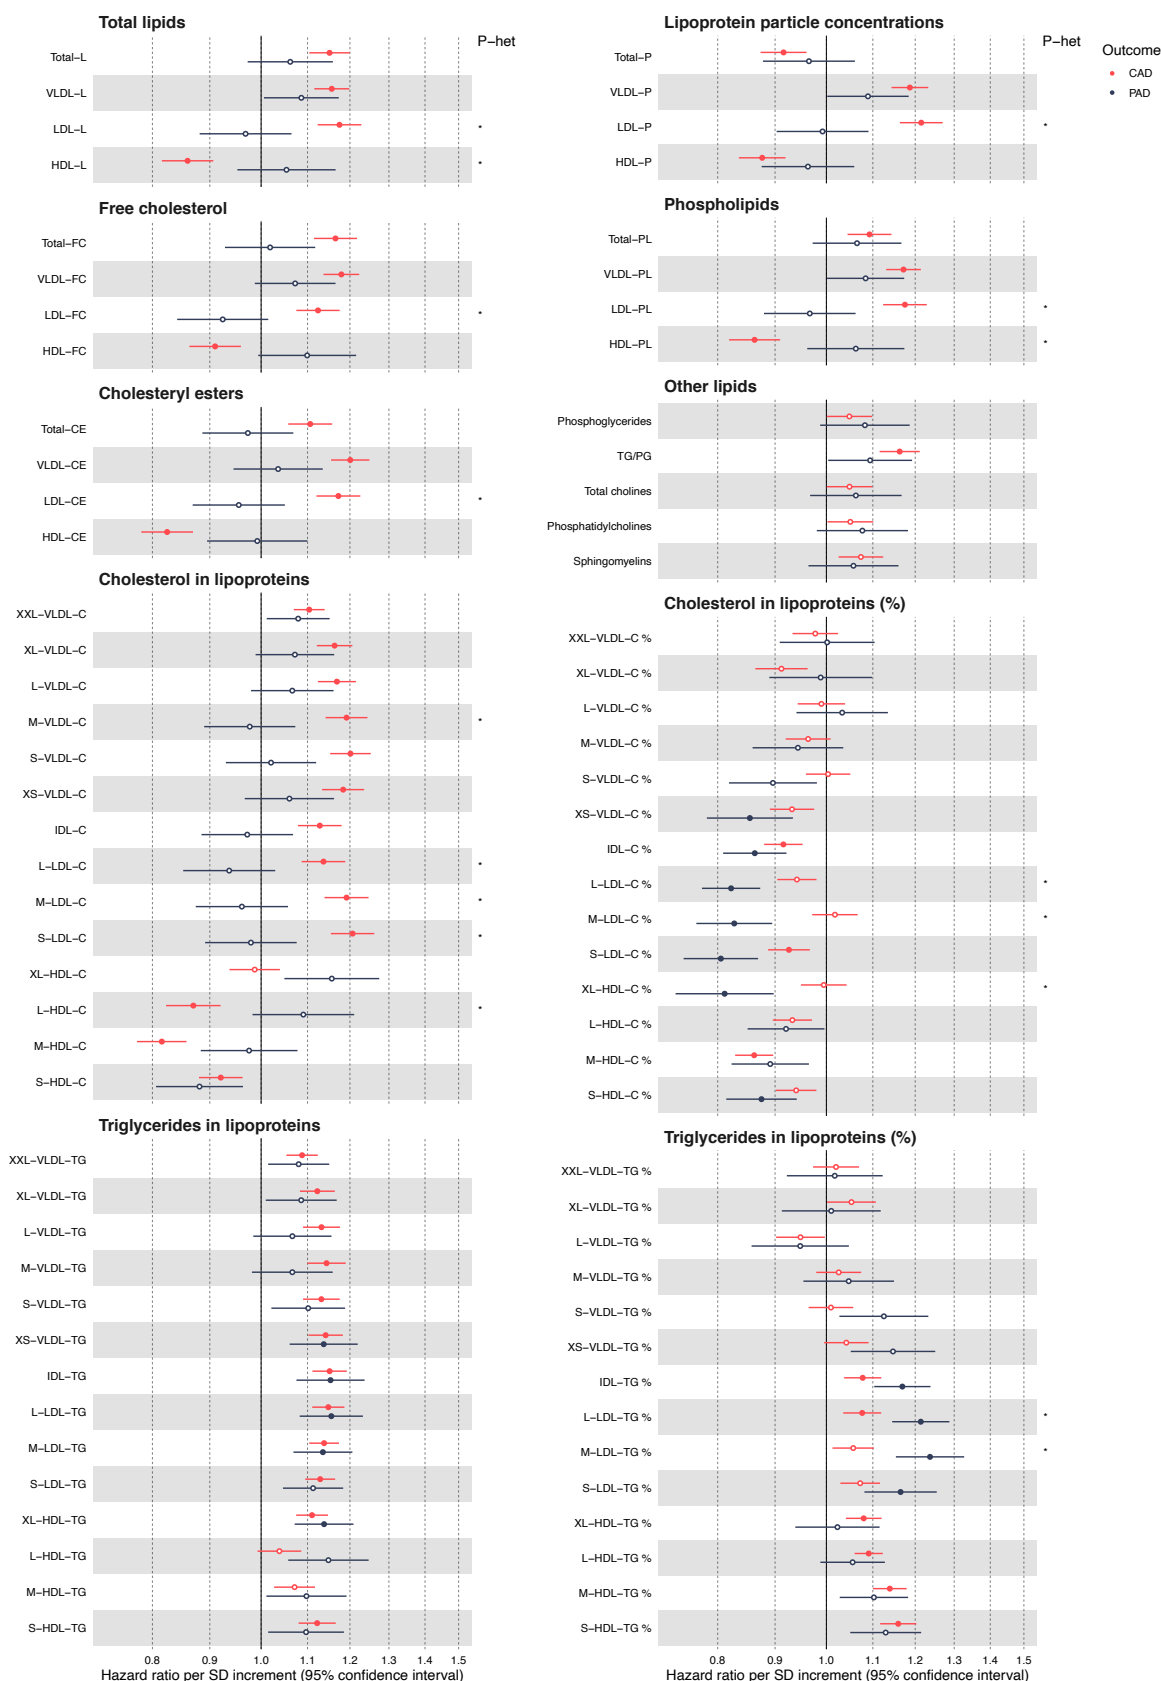 Total lipids
P−het
Total−L
VLDL−L
LDL−L
*
HDL−L
*
Free cholesterol
Total−FC
VLDL−FC
LDL−FC
*
HDL−FC
Cholesteryl esters
Total−CE
VLDL−CE
LDL−CE
*
HDL−CE
Cholesterol in lipoproteins
XXL−VLDL−C
XL−VLDL−C
L−VLDL−C
M−VLDL−C
*
S−VLDL−C
XS−VLDL−C
IDL−C
L−LDL−C
*
M−LDL−C
*
S−LDL−C
*
XL−HDL−C
L−HDL−C
*
M−HDL−C
S−HDL−C
Triglycerides in lipoproteins
XXL−VLDL−TG
XL−VLDL−TG
L−VLDL−TG
M−VLDL−TG
S−VLDL−TG
XS−VLDL−TG
IDL−TG
L−LDL−TG
M−LDL−TG
S−LDL−TG
XL−HDL−TG
L−HDL−TG
M−HDL−TG
S−HDL−TG
0.8 0.9 1.0 1.1 1.2 1.3 1.4 1.5
Hazard ratio per SD increment (95% confidence interval)
Lipoprotein particle concentrations
P−het
Total−P
VLDL−P
LDL−P
*
HDL−P
Phospholipids
Total−PL
VLDL−PL
LDL−PL
*
HDL−PL
*
Other lipids
Phosphoglycerides
TG/PG
Total cholines
Phosphatidylcholines
Sphingomyelins
Cholesterol in lipoproteins (%)
XXL−VLDL−C %
XL−VLDL−C %
L−VLDL−C %
M−VLDL−C %
S−VLDL−C %
XS−VLDL−C %
IDL−C %
L−LDL−C %
*
M−LDL−C %
*
S−LDL−C %
XL−HDL−C %
*
L−HDL−C %
M−HDL−C %
S−HDL−C %
Triglycerides in lipoproteins (%)
XXL−VLDL−TG %
XL−VLDL−TG %
L−VLDL−TG %
M−VLDL−TG %
S−VLDL−TG %
XS−VLDL−TG %
IDL−TG %
L−LDL−TG %
*
M−LDL−TG %
*
S−LDL−TG %
XL−HDL−TG %
L−HDL−TG %
M−HDL−TG %
S−HDL−TG %
0.8 0.9 1.0 1.1 1.2 1.3 1.4 1.5
Hazard ratio per SD increment (95% confidence interval)
Outcome
CAD
PAD